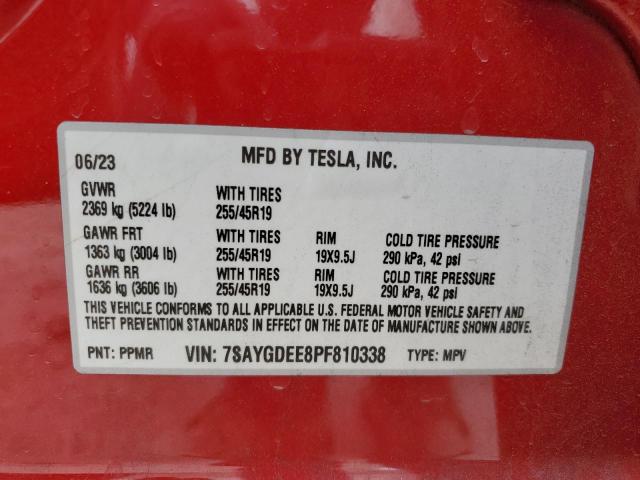 06/23 MFD BY TESLA, INC.
GVWR WITH TIRES
2369 kg (5224 lb) 255/45R19
GAWR FRT WITH TIRES RIM COLD TIRE PRESSURE
1363 kg (3004 lb) 255/45R19 19X9.5J 290 kPa, 42 psi
GAWR RR WITH TIRES RIM COLD TIRE PRESSURE
1636 kg (3606 lb) 255/45R19 19X9.5J 290 kPa, 42 psi
THIS VEHICLE CONFORMS TO ALL APPLICABLE U.S. FEDERAL MOTOR VEHICLE SAFETY AND
THEFT PREVENTION STANDARDS IN EFFECT ON THE DATE OF MANUFACTURE SHOWN ABOVE.
PNT: PPMR VIN: 7SAYGDEE8PF810338 TYPE: MPV